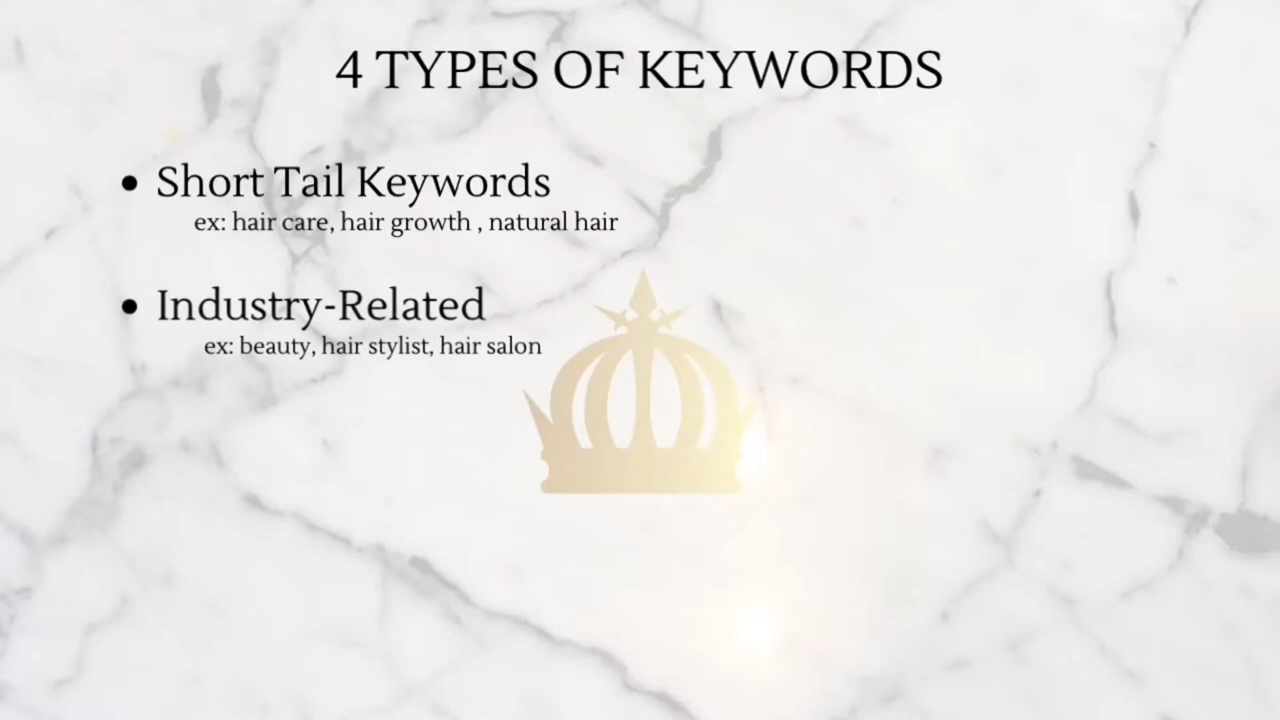 4 TYPES OF KEYWORDS
• Short Tail Keywords
ex: hair care, hair growth , natural hair
• Industry-Related
ex: beauty, hair stylist, hair salon